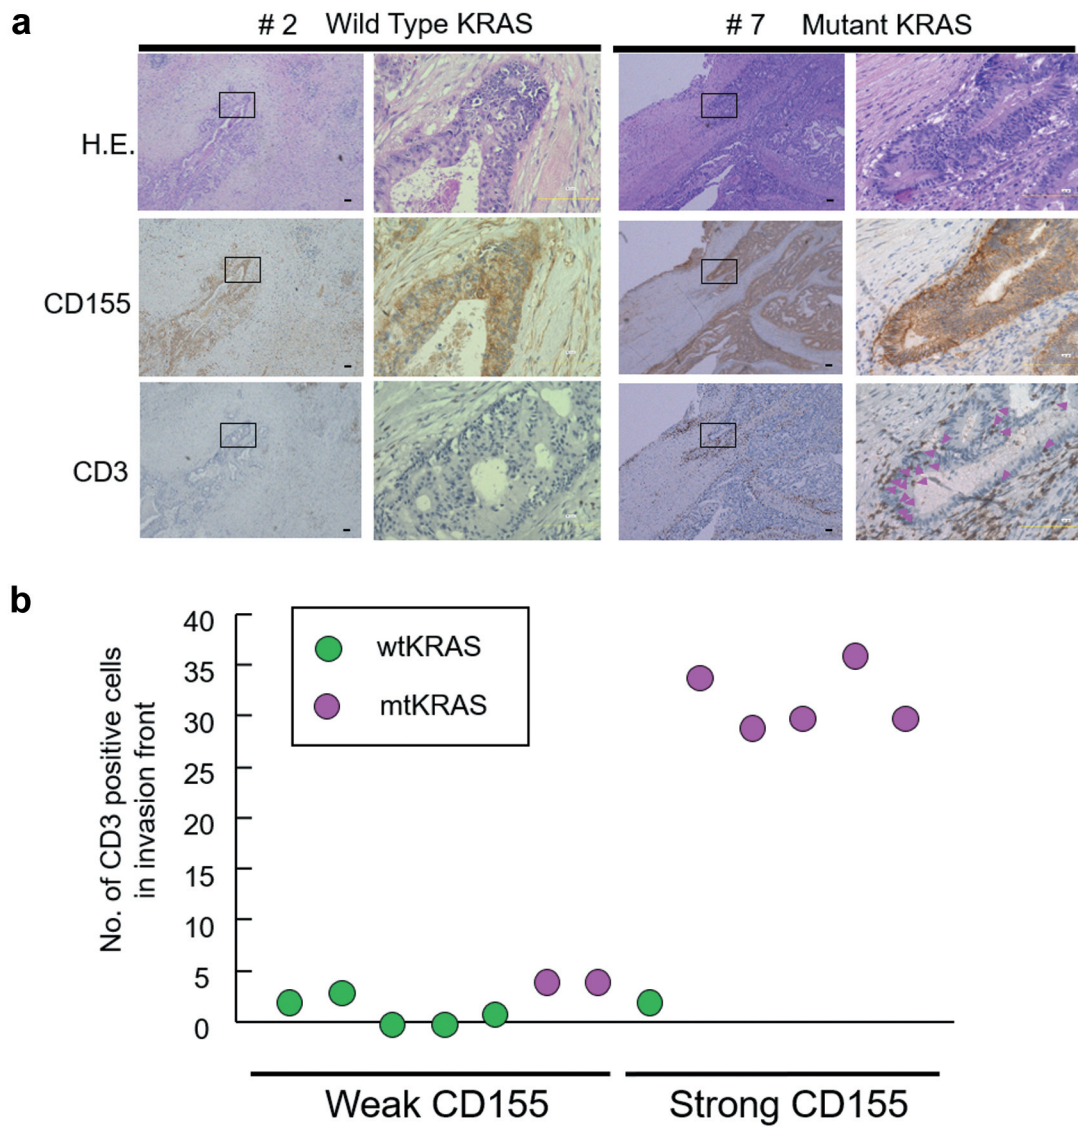 a
# 2 Wild Type KRAS
# 7 Mutant KRAS
H.E.
CD155
CD3
b
No. of CD3 positive cells
in invasion front
40
35
30
25
20
15
10
5
0
wtKRAS
mtKRAS
Weak CD155
Strong CD155